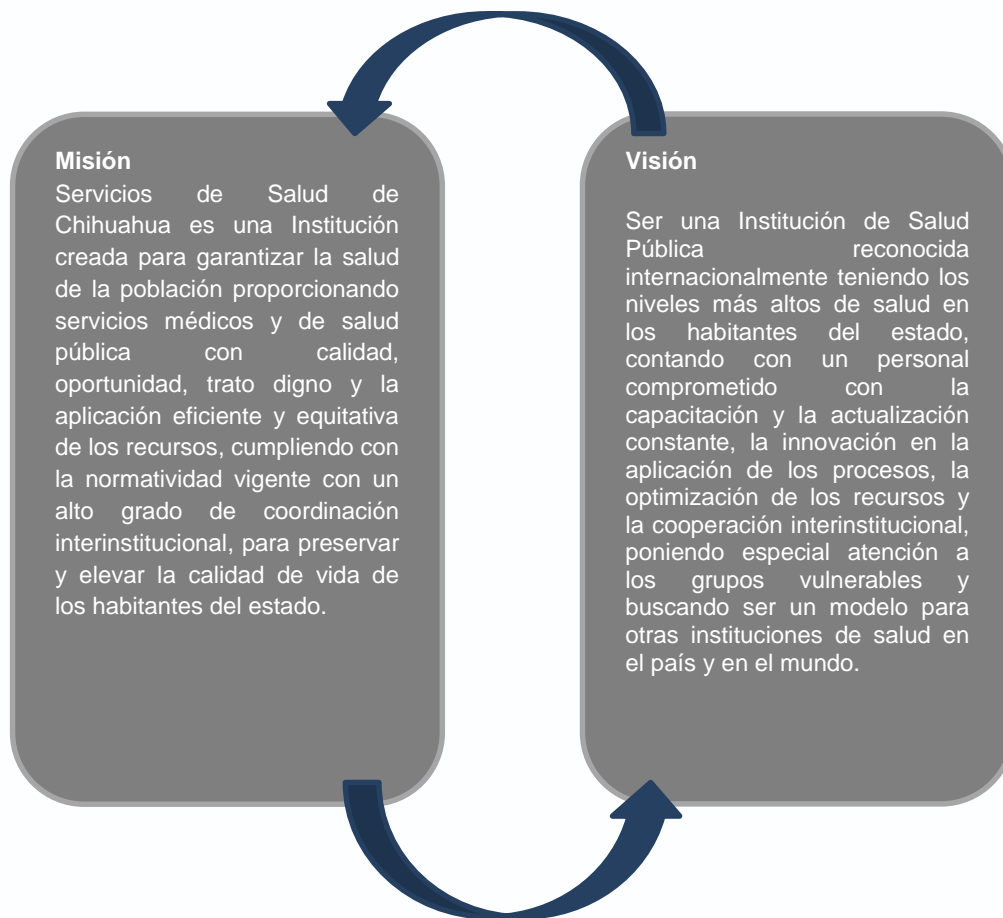 Misión
Servicios de Salud de
Chihuahua es una Institución
creada para garantizar la salud
de la población proporcionando
servicios médicos y de salud
pública con calidad,
oportunidad, trato digno y la
aplicación eficiente y equitativa
de los recursos, cumpliendo con
la normatividad vigente con un
alto grado de coordinación
interinstitucional, para preservar
y elevar la calidad de vida de
los habitantes del estado.
Visión
Ser una Institución de Salud
Pública reconocida
internacionalmente teniendo los
niveles más altos de salud en
los habitantes del estado,
contando con un personal
comprometido con la
capacitación y la actualización
constante, la innovación en la
aplicación de los procesos, la
optimización de los recursos y
la cooperación interinstitucional,
poniendo especial atención a
los grupos vulnerables y
buscando ser un modelo para
otras instituciones de salud en
el país y en el mundo.